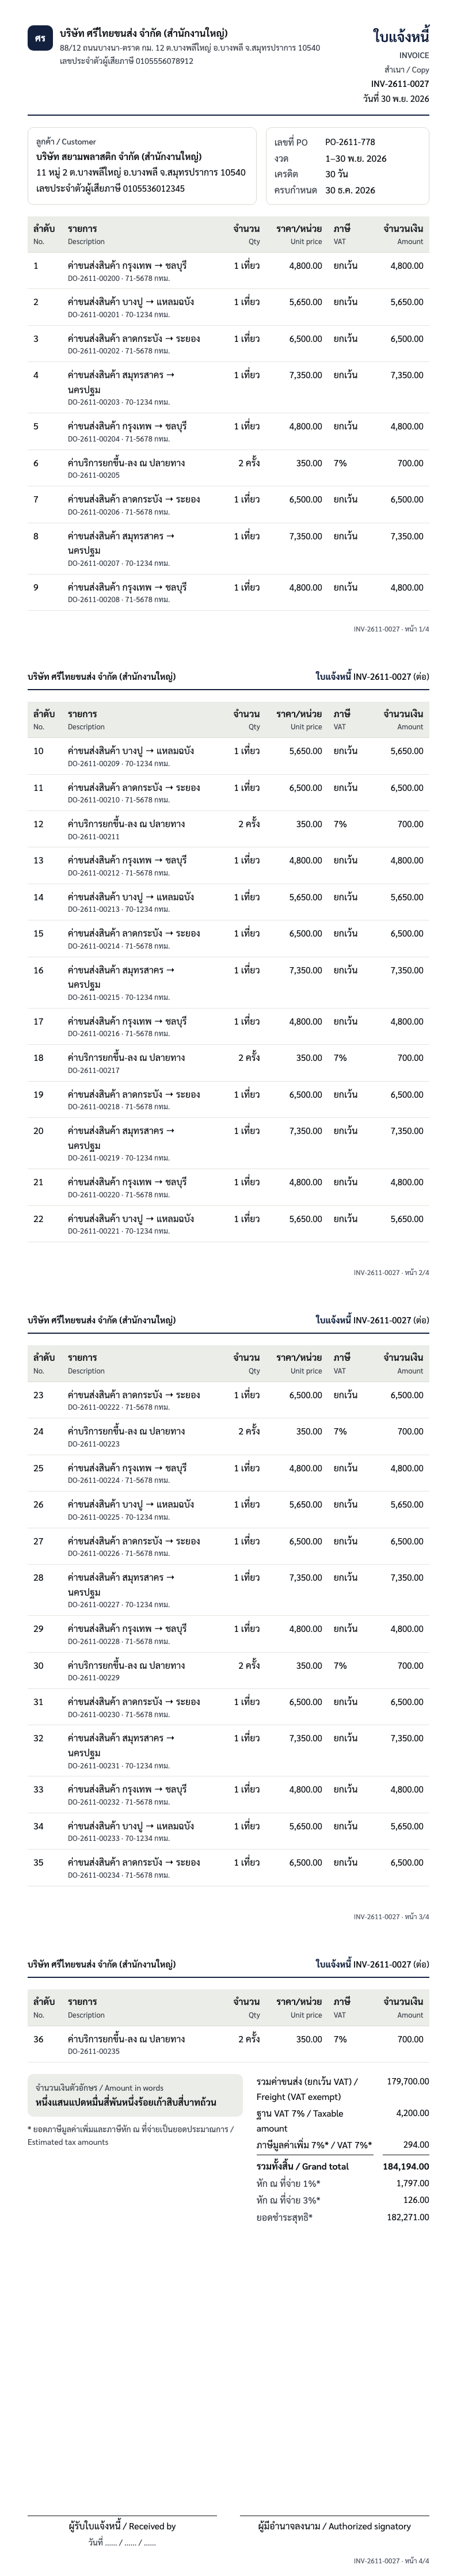 ศร
บริษัท ศรีไทยขนส่ง จำกัด (สำนักงานใหญ่)
88/12 ถนนบางนา-ตราด กม. 12 ต.บางพลีใหญ่ อ.บางพลี จ.สมุทรปราการ 10540
เลขประจำตัวผู้เสียภาษี 0105556078912
ใบแจ้งหนี้
INVOICE
สำเนา / Copy
INV-2611-0027
วันที่ 30 พ.ย. 2026
ลูกค้า / Customer
บริษัท สยามพลาสติก จำกัด (สำนักงานใหญ่)
11 หมู่ 2 ต.บางพลีใหญ่ อ.บางพลี จ.สมุทรปราการ 10540
เลขประจำตัวผู้เสียภาษี 0105536012345
เลขที่ PO PO-2611-778
งวด 1–30 พ.ย. 2026
เครดิต 30 วัน
ครบกำหนด 30 ธ.ค. 2026
ลำดับ รายการ จำนวน ราคา/หน่วย ภาษี จำนวนเงิน
No. Description Qty Unit price VAT Amount
1 ค่าขนส่งสินค้า กรุงเทพ → ชลบุรี 1 เที่ยว 4,800.00 ยกเว้น 4,800.00
DO-2611-00200 · 71-5678 กทม.
2 ค่าขนส่งสินค้า บางปู → แหลมฉบัง 1 เที่ยว 5,650.00 ยกเว้น 5,650.00
DO-2611-00201 · 70-1234 กทม.
3 ค่าขนส่งสินค้า ลาดกระบัง → ระยอง 1 เที่ยว 6,500.00 ยกเว้น 6,500.00
DO-2611-00202 · 71-5678 กทม.
4 ค่าขนส่งสินค้า สมุทรสาคร → 1 เที่ยว 7,350.00 ยกเว้น 7,350.00
นครปฐม
DO-2611-00203 · 70-1234 กทม.
5 ค่าขนส่งสินค้า กรุงเทพ → ชลบุรี 1 เที่ยว 4,800.00 ยกเว้น 4,800.00
DO-2611-00204 · 71-5678 กทม.
6 ค่าบริการยกขึ้น-ลง ณ ปลายทาง 2 ครั้ง 350.00 7% 700.00
DO-2611-00205
7 ค่าขนส่งสินค้า ลาดกระบัง → ระยอง 1 เที่ยว 6,500.00 ยกเว้น 6,500.00
DO-2611-00206 · 71-5678 กทม.
8 ค่าขนส่งสินค้า สมุทรสาคร → 1 เที่ยว 7,350.00 ยกเว้น 7,350.00
นครปฐม
DO-2611-00207 · 70-1234 กทม.
9 ค่าขนส่งสินค้า กรุงเทพ → ชลบุรี 1 เที่ยว 4,800.00 ยกเว้น 4,800.00
DO-2611-00208 · 71-5678 กทม.
INV-2611-0027 · หน้า 1/4
บริษัท ศรีไทยขนส่ง จำกัด (สำนักงานใหญ่) ใบแจ้งหนี้ INV-2611-0027 (ต่อ)
ลำดับ รายการ จำนวน ราคา/หน่วย ภาษี จำนวนเงิน
No. Description Qty Unit price VAT Amount
10 ค่าขนส่งสินค้า บางปู → แหลมฉบัง 1 เที่ยว 5,650.00 ยกเว้น 5,650.00
DO-2611-00209 · 70-1234 กทม.
11 ค่าขนส่งสินค้า ลาดกระบัง → ระยอง 1 เที่ยว 6,500.00 ยกเว้น 6,500.00
DO-2611-00210 · 71-5678 กทม.
12 ค่าบริการยกขึ้น-ลง ณ ปลายทาง 2 ครั้ง 350.00 7% 700.00
DO-2611-00211
13 ค่าขนส่งสินค้า กรุงเทพ → ชลบุรี 1 เที่ยว 4,800.00 ยกเว้น 4,800.00
DO-2611-00212 · 71-5678 กทม.
14 ค่าขนส่งสินค้า บางปู → แหลมฉบัง 1 เที่ยว 5,650.00 ยกเว้น 5,650.00
DO-2611-00213 · 70-1234 กทม.
15 ค่าขนส่งสินค้า ลาดกระบัง → ระยอง 1 เที่ยว 6,500.00 ยกเว้น 6,500.00
DO-2611-00214 · 71-5678 กทม.
16 ค่าขนส่งสินค้า สมุทรสาคร → 1 เที่ยว 7,350.00 ยกเว้น 7,350.00
นครปฐม
DO-2611-00215 · 70-1234 กทม.
17 ค่าขนส่งสินค้า กรุงเทพ → ชลบุรี 1 เที่ยว 4,800.00 ยกเว้น 4,800.00
DO-2611-00216 · 71-5678 กทม.
18 ค่าบริการยกขึ้น-ลง ณ ปลายทาง 2 ครั้ง 350.00 7% 700.00
DO-2611-00217
19 ค่าขนส่งสินค้า ลาดกระบัง → ระยอง 1 เที่ยว 6,500.00 ยกเว้น 6,500.00
DO-2611-00218 · 71-5678 กทม.
20 ค่าขนส่งสินค้า สมุทรสาคร → 1 เที่ยว 7,350.00 ยกเว้น 7,350.00
นครปฐม
DO-2611-00219 · 70-1234 กทม.
21 ค่าขนส่งสินค้า กรุงเทพ → ชลบุรี 1 เที่ยว 4,800.00 ยกเว้น 4,800.00
DO-2611-00220 · 71-5678 กทม.
22 ค่าขนส่งสินค้า บางปู → แหลมฉบัง 1 เที่ยว 5,650.00 ยกเว้น 5,650.00
DO-2611-00221 · 70-1234 กทม.
INV-2611-0027 · หน้า 2/4
บริษัท ศรีไทยขนส่ง จำกัด (สำนักงานใหญ่) ใบแจ้งหนี้ INV-2611-0027 (ต่อ)
ลำดับ รายการ จำนวน ราคา/หน่วย ภาษี จำนวนเงิน
No. Description Qty Unit price VAT Amount
23 ค่าขนส่งสินค้า ลาดกระบัง → ระยอง 1 เที่ยว 6,500.00 ยกเว้น 6,500.00
DO-2611-00222 · 71-5678 กทม.
24 ค่าบริการยกขึ้น-ลง ณ ปลายทาง 2 ครั้ง 350.00 7% 700.00
DO-2611-00223
25 ค่าขนส่งสินค้า กรุงเทพ → ชลบุรี 1 เที่ยว 4,800.00 ยกเว้น 4,800.00
DO-2611-00224 · 71-5678 กทม.
26 ค่าขนส่งสินค้า บางปู → แหลมฉบัง 1 เที่ยว 5,650.00 ยกเว้น 5,650.00
DO-2611-00225 · 70-1234 กทม.
27 ค่าขนส่งสินค้า ลาดกระบัง → ระยอง 1 เที่ยว 6,500.00 ยกเว้น 6,500.00
DO-2611-00226 · 71-5678 กทม.
28 ค่าขนส่งสินค้า สมุทรสาคร → 1 เที่ยว 7,350.00 ยกเว้น 7,350.00
นครปฐม
DO-2611-00227 · 70-1234 กทม.
29 ค่าขนส่งสินค้า กรุงเทพ → ชลบุรี 1 เที่ยว 4,800.00 ยกเว้น 4,800.00
DO-2611-00228 · 71-5678 กทม.
30 ค่าบริการยกขึ้น-ลง ณ ปลายทาง 2 ครั้ง 350.00 7% 700.00
DO-2611-00229
31 ค่าขนส่งสินค้า ลาดกระบัง → ระยอง 1 เที่ยว 6,500.00 ยกเว้น 6,500.00
DO-2611-00230 · 71-5678 กทม.
32 ค่าขนส่งสินค้า สมุทรสาคร → 1 เที่ยว 7,350.00 ยกเว้น 7,350.00
นครปฐม
DO-2611-00231 · 70-1234 กทม.
33 ค่าขนส่งสินค้า กรุงเทพ → ชลบุรี 1 เที่ยว 4,800.00 ยกเว้น 4,800.00
DO-2611-00232 · 71-5678 กทม.
34 ค่าขนส่งสินค้า บางปู → แหลมฉบัง 1 เที่ยว 5,650.00 ยกเว้น 5,650.00
DO-2611-00233 · 70-1234 กทม.
35 ค่าขนส่งสินค้า ลาดกระบัง → ระยอง 1 เที่ยว 6,500.00 ยกเว้น 6,500.00
DO-2611-00234 · 71-5678 กทม.
INV-2611-0027 · หน้า 3/4
บริษัท ศรีไทยขนส่ง จำกัด (สำนักงานใหญ่) ใบแจ้งหนี้ INV-2611-0027 (ต่อ)
ลำดับ รายการ จำนวน ราคา/หน่วย ภาษี จำนวนเงิน
No. Description Qty Unit price VAT Amount
36 ค่าบริการยกขึ้น-ลง ณ ปลายทาง 2 ครั้ง 350.00 7% 700.00
DO-2611-00235
จำนวนเงินตัวอักษร / Amount in words
หนึ่งแสนแปดหมื่นสี่พันหนึ่งร้อยเก้าสิบสี่บาทถ้วน
* ยอดภาษีมูลค่าเพิ่มและภาษีหัก ณ ที่จ่ายเป็นยอดประมาณการ /
Estimated tax amounts
รวมค่าขนส่ง (ยกเว้น VAT) / 179,700.00
Freight (VAT exempt)
ฐาน VAT 7% / Taxable 4,200.00
amount
ภาษีมูลค่าเพิ่ม 7%* / VAT 7%* 294.00
รวมทั้งสิ้น / Grand total 184,194.00
หัก ณ ที่จ่าย 1%* 1,797.00
หัก ณ ที่จ่าย 3%* 126.00
ยอดชำระสุทธิ* 182,271.00
ผู้รับใบแจ้งหนี้ / Received by
วันที่ ...... / ...... / ......
ผู้มีอำนาจลงนาม / Authorized signatory
INV-2611-0027 · หน้า 4/4